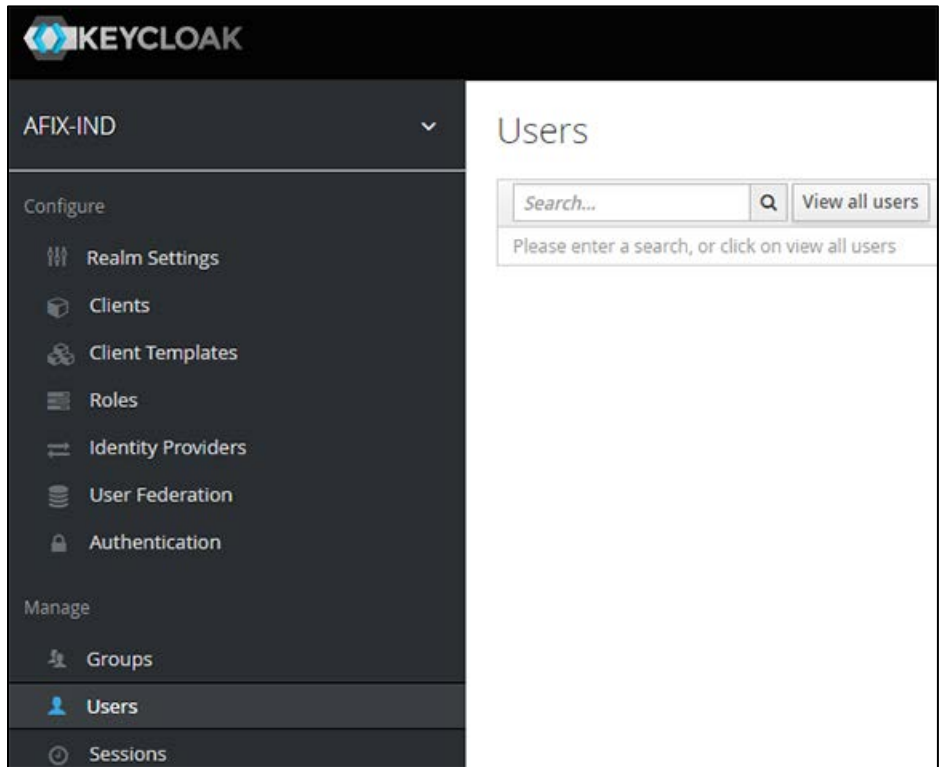 KEYCLOAK
AFIX-IND
Configure
Realm Settings
Clients
Client Templates
Roles
Identity Providers
User Federation
Authentication
Manage
Groups
Users
Sessions
Users
Search...
View all users
Please enter a search, or click on view all users